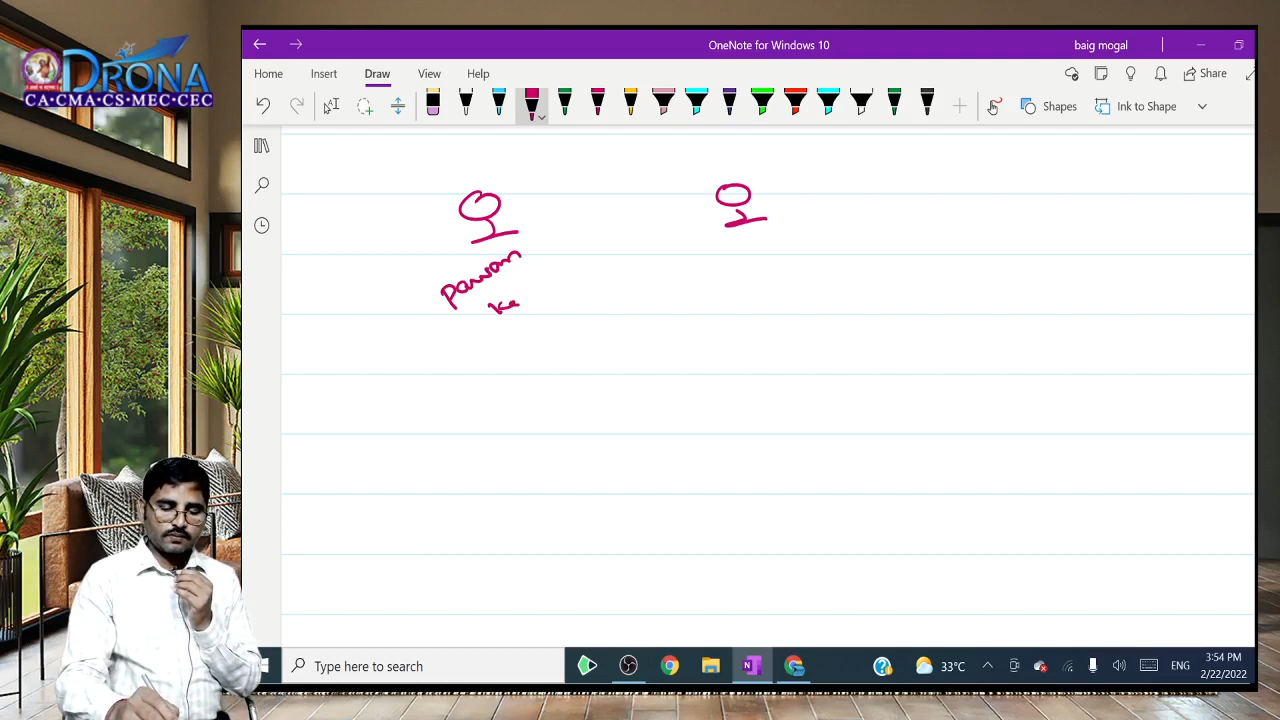 DRONA
CA•CMA•CS•MEC•CEC
OneNote for Windows 10
baig mogal
Home Insert Draw View Help
Share
Shapes
Ink to Shape
pawan
Type here to search
33°C
ENG
3:54 PM
2/22/2022